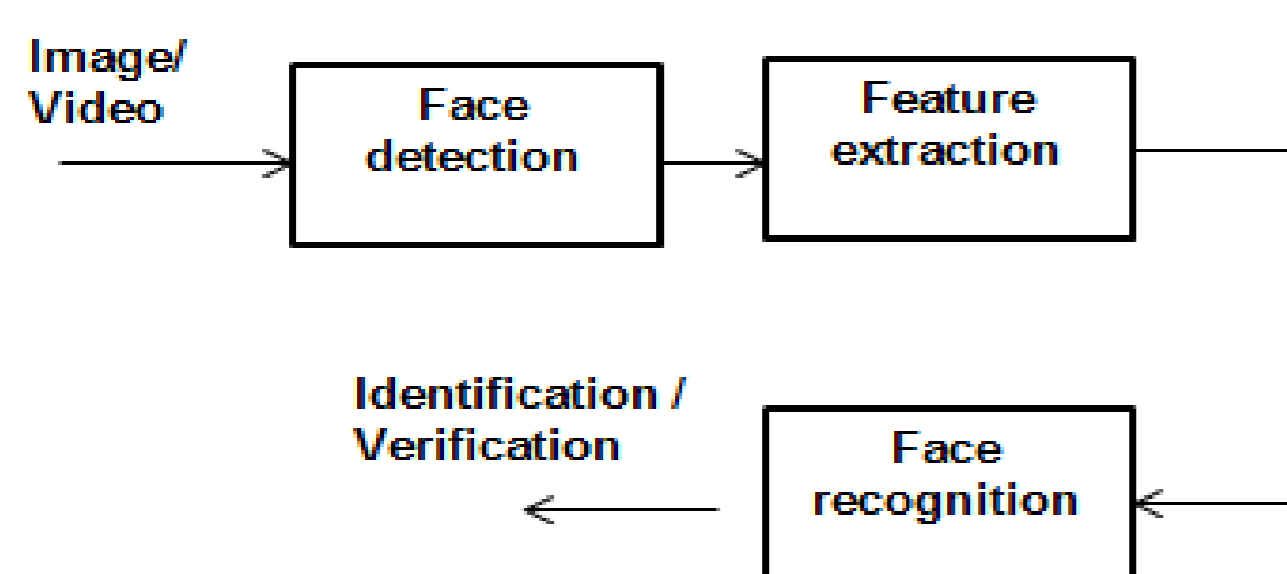 Image/
Video
Face
detection
Feature
extraction
Identification /
Verification
Face
recognition